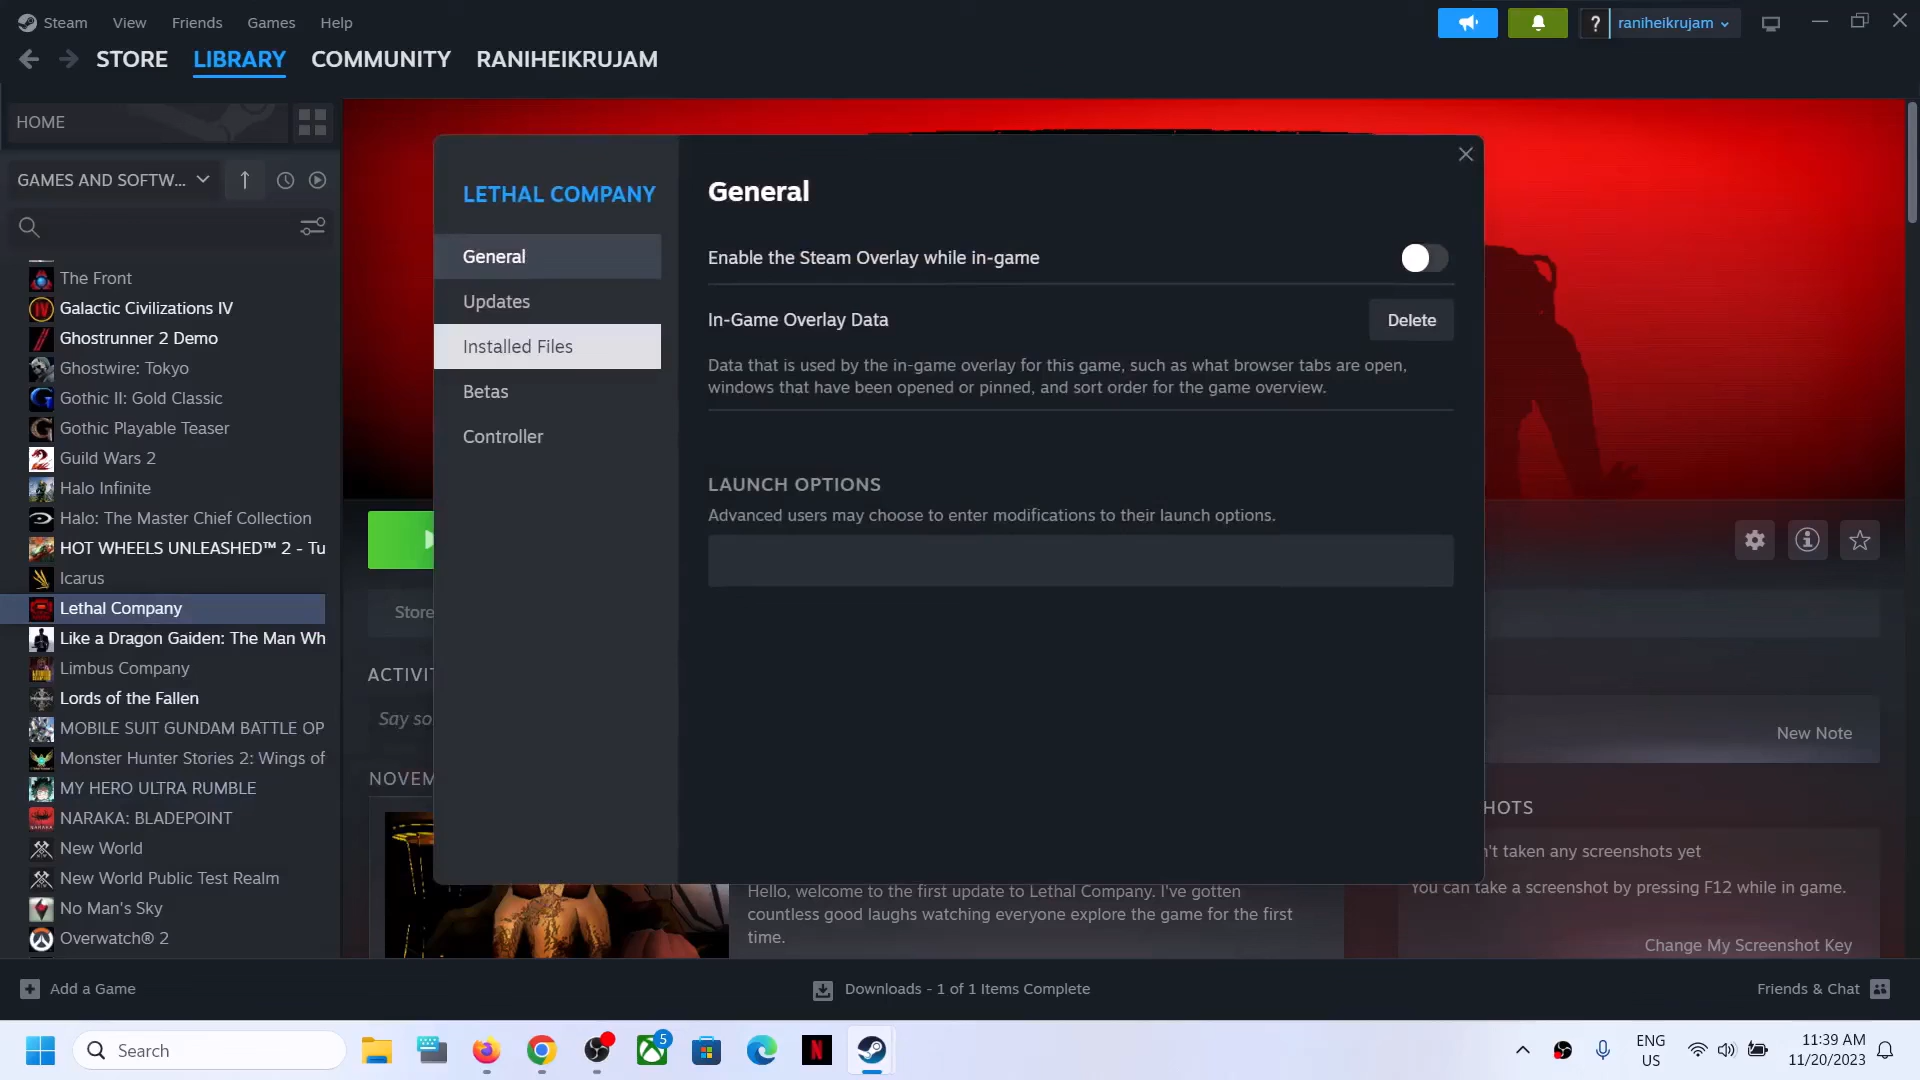 Steam View Friends Games Help
? raniheikrujam
STORE LIBRARY COMMUNITY RANIHEIKRUJAM
HOME
GAMES AND SOFTW...
The Front
Galactic Civilizations IV
Ghostrunner 2 Demo
Ghostwire: Tokyo
Gothic II: Gold Classic
Gothic Playable Teaser
Guild Wars 2
Halo Infinite
Halo: The Master Chief Collection
HOT WHEELS UNLEASHED™ 2 - Tu
Icarus
Lethal Company
Like a Dragon Gaiden: The Man Wh
Limbus Company
Lords of the Fallen
MOBILE SUIT GUNDAM BATTLE OP
Monster Hunter Stories 2: Wings of
MY HERO ULTRA RUMBLE
NARAKA: BLADEPOINT
New World
New World Public Test Realm
No Man's Sky
Overwatch® 2
LETHAL COMPANY
General
Updates
Installed Files
Betas
Controller
General
Enable the Steam Overlay while in-game
In-Game Overlay Data
Delete
Data that is used by the in-game overlay for this game, such as what browser tabs are open,
windows that have been opened or pinned, and sort order for the game overview.
LAUNCH OPTIONS
Advanced users may choose to enter modifications to their launch options.
Store
ACTIVIT
Say so
NOVEM
Hello, welcome to the first update to Lethal Company. I've gotten
countless good laughs watching everyone explore the game for the first
time.
New Note
HOTS
't taken any screenshots yet
You can take a screenshot by pressing F12 while in game.
Change My Screenshot Key
Add a Game
Downloads - 1 of 1 Items Complete
Friends & Chat
Search
5
N
ENG
US
11:39 AM
11/20/2023